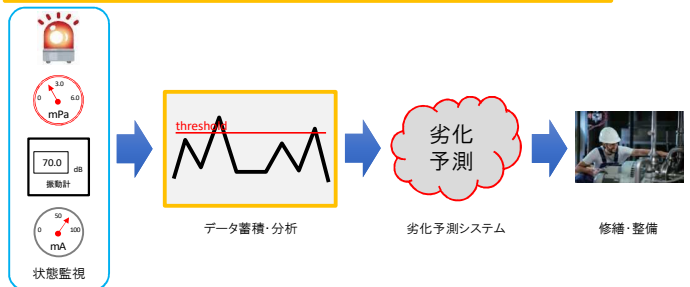 3.0
0
6.0
mPa
70.0
dB
振動計
50
0
100
mA
状態監視
threshold
データ蓄積・分析
劣化
予測
劣化予測システム
修繕・整備